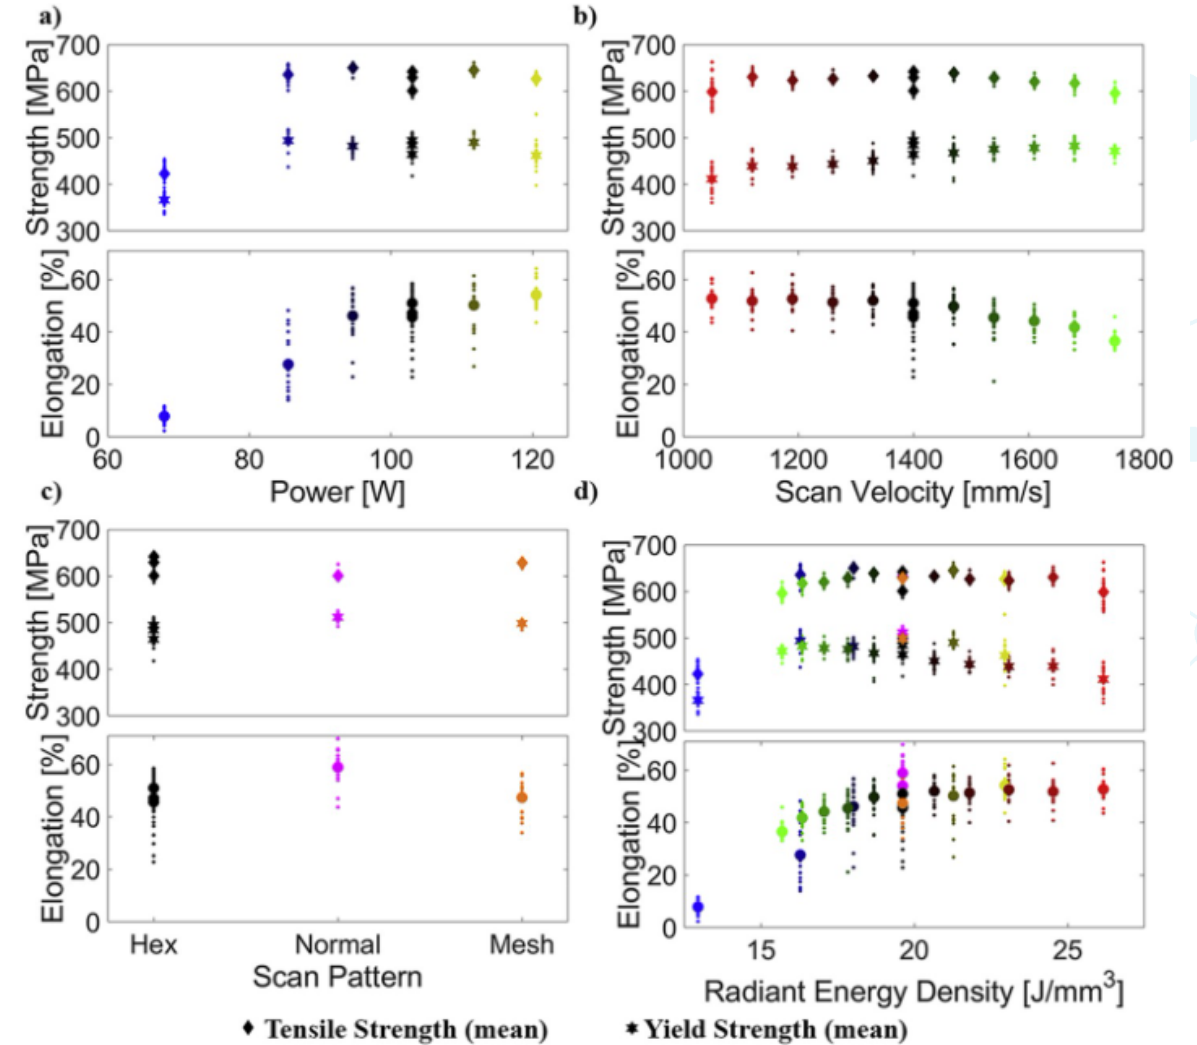 a)
b)
Strength [MPa]
700
600
500
400
300
Elongation [%]
60
40
20
0
60 80 100 120
Power [W]
Strength [MPa]
700
600
500
400
300
Elongation [%]
60
40
20
0
1000 1200 1400 1600 1800
Scan Velocity [mm/s]
c)
d)
Strength [MPa]
700
600
500
400
300
Elongation [%]
60
40
20
0
Hex Normal Mesh
Scan Pattern
Strength [MPa]
700
600
500
400
300
Elongation [%]
60
40
20
0
15 20 25
Radiant Energy Density [J/mm³]
Tensile Strength (mean) Yield Strength (mean)